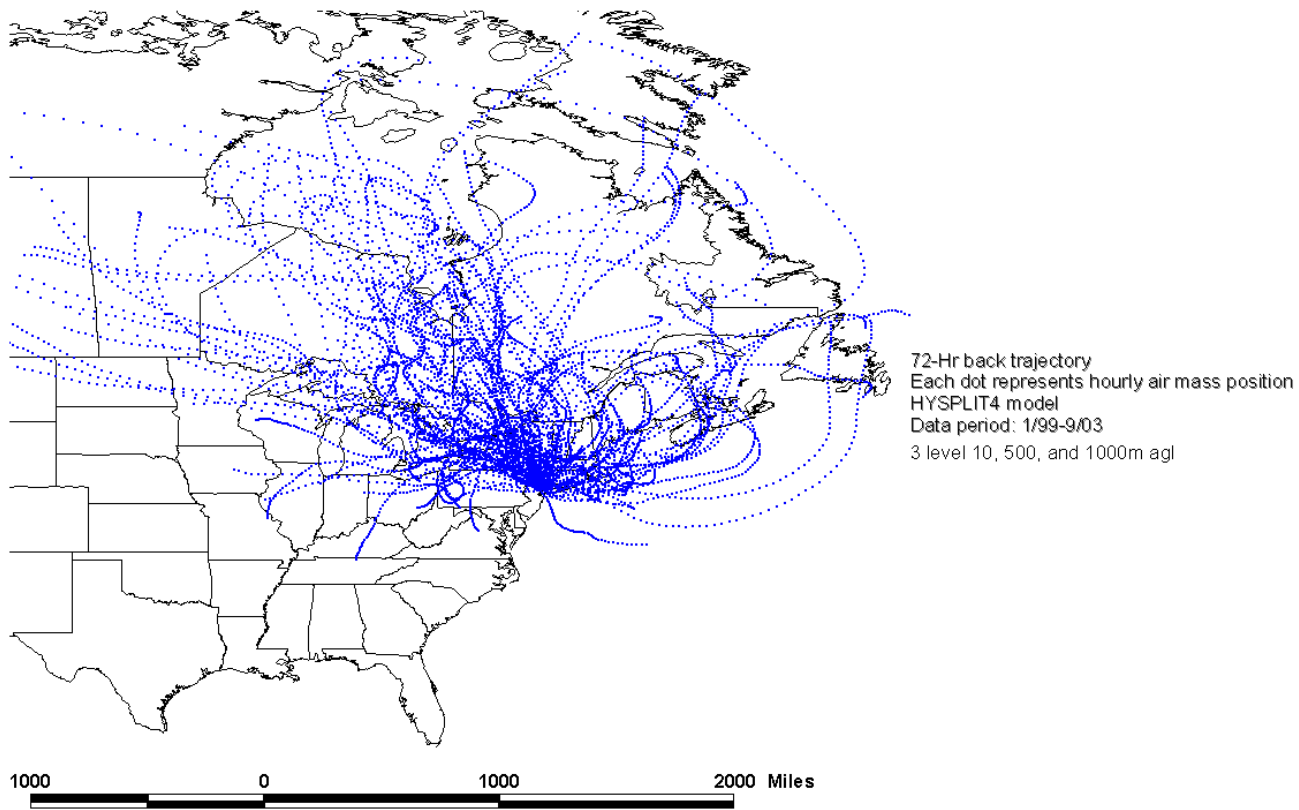 72-Hr back trajectory
Each dot represents hourly air mass position
HYSPLIT4 model
Data period: 1/99-9/03
3 level 10, 500, and 1000m agl
1000 0 1000 2000 Miles